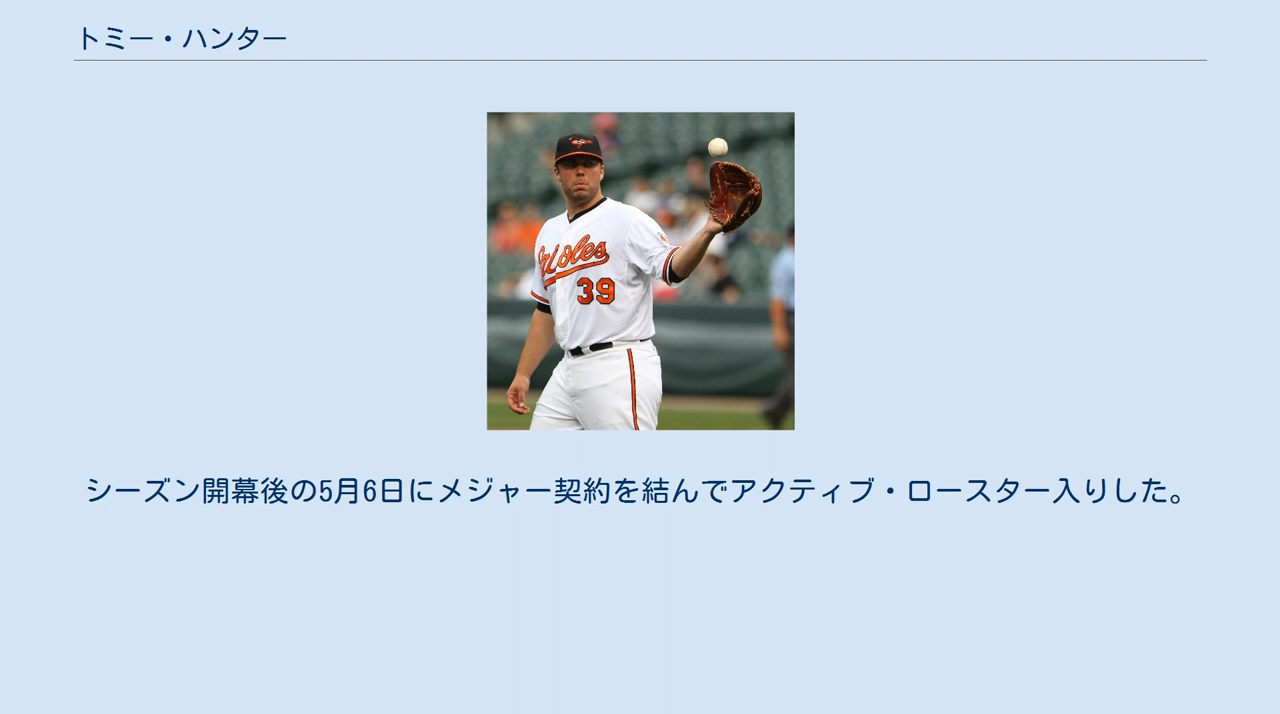 トミー・ハンター
Orioles
39
シーズン開幕後の5月6日にメジャー契約を結んでアクティブ・ロースター入りした。